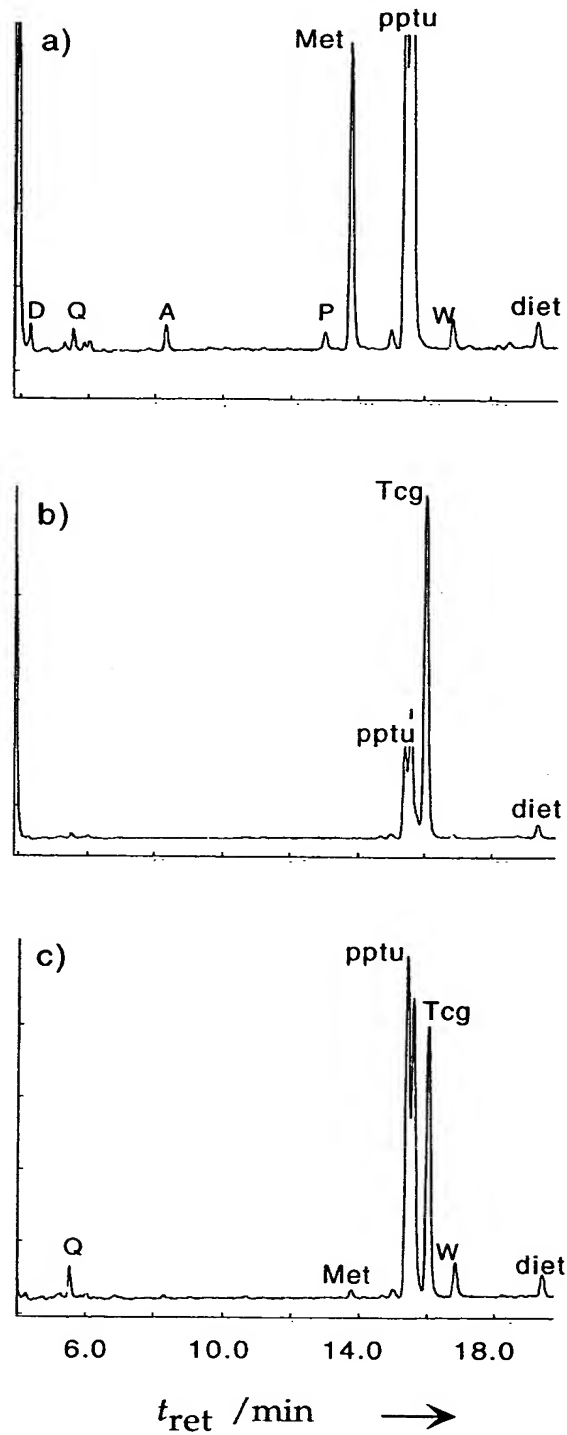 a)
Met
pptu
D
Q
A
P
W
diet
b)
Tcg
pptu
diet
c)
pptu
Tcg
Q
Met
W
diet
6.0 10.0 14.0 18.0
tret /min